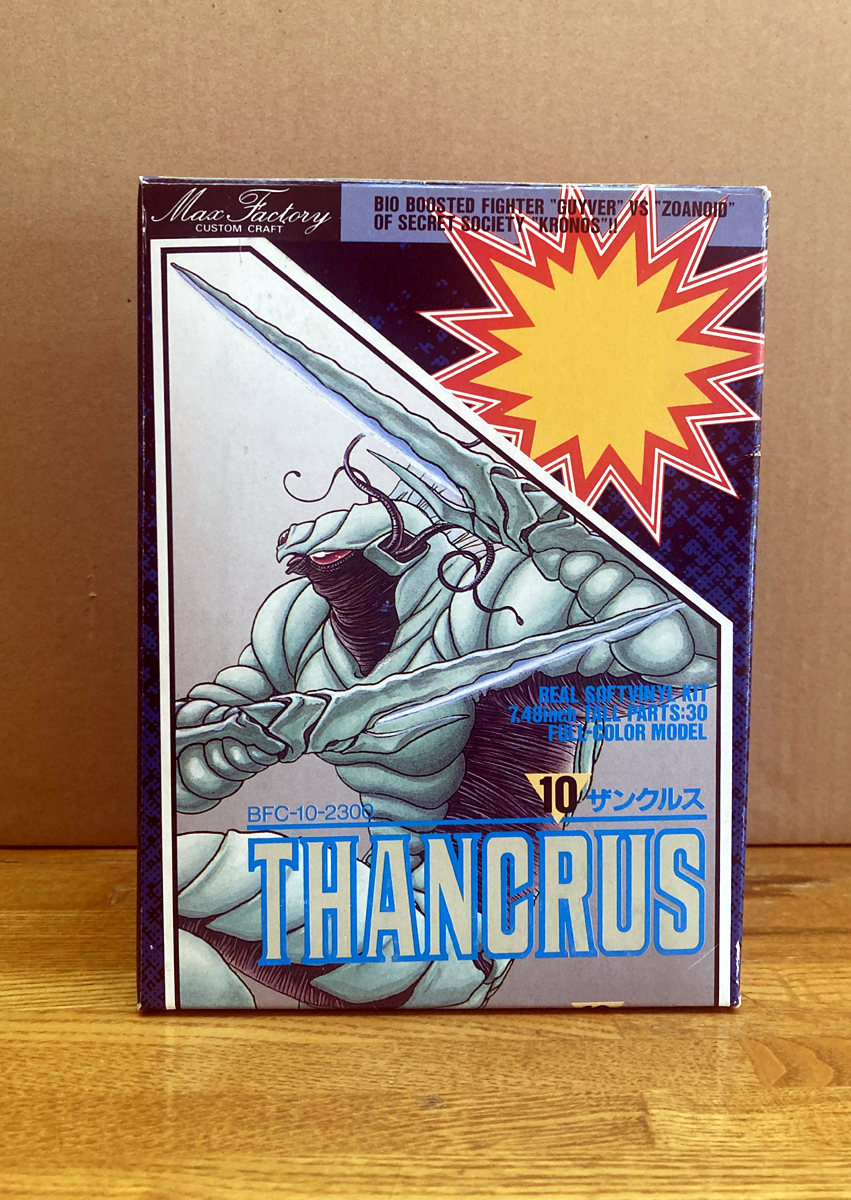 Max Factory
CUSTOM CRAFT
BIO BOOSTED FIGHTER "GUYVER" VS "ZOANOID"
OF SECRET SOCIETY "KRONOS"!!
REAL SOFTVINYL KIT
7.48inch TALL PARTS:30
FULL-COLOR MODEL
10 ザンクルス
BFC-10-2300
THANCRUS